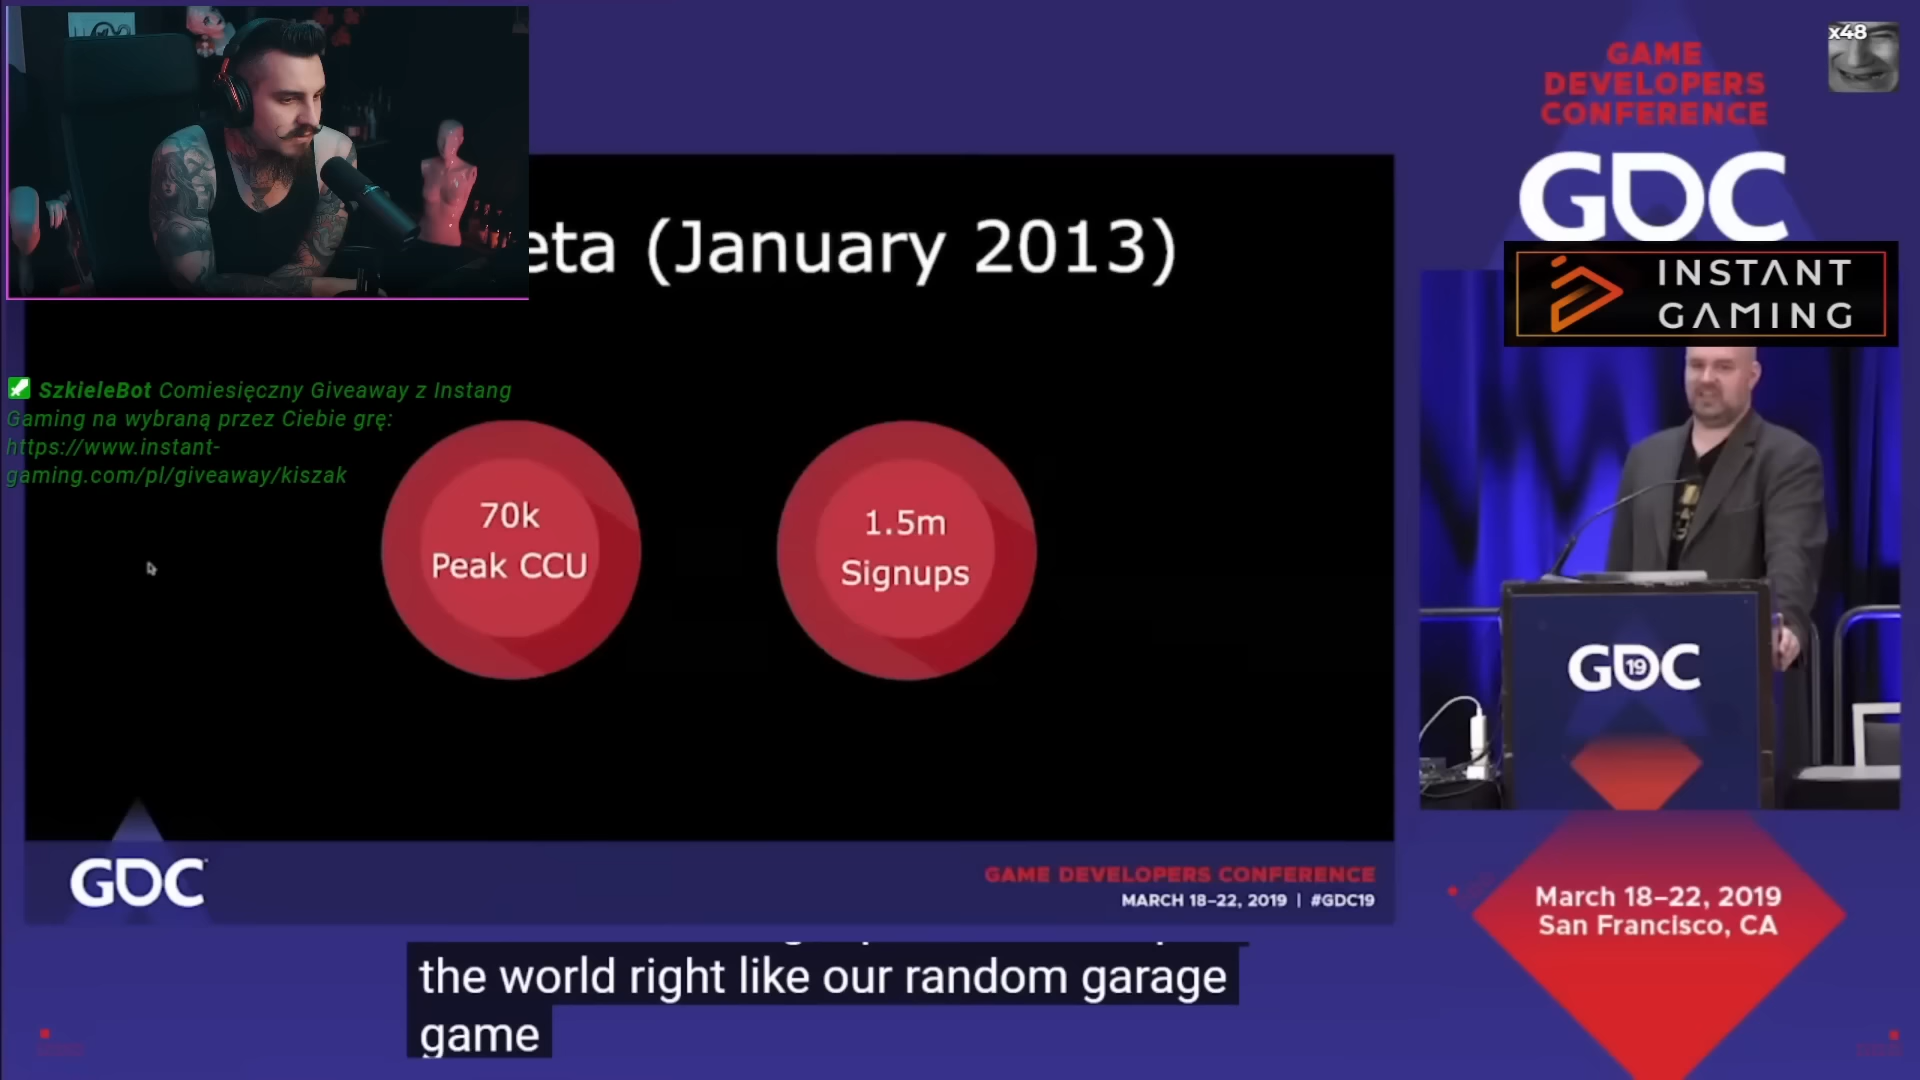 x48
GAME
DEVELOPERS
CONFERENCE
GDC
INSTANT
GAMING
eta (January 2013)
SzkieleBot Comiesięczny Giveaway z Instang
Gaming na wybraną przez Ciebie grę:
https://www.instant-
gaming.com/pl/giveaway/kiszak
70k
Peak CCU
1.5m
Signups
GDC
19
GDC
GAME DEVELOPERS CONFERENCE
MARCH 18–22, 2019 | #GDC19
March 18–22, 2019
San Francisco, CA
the world right like our random garage
game